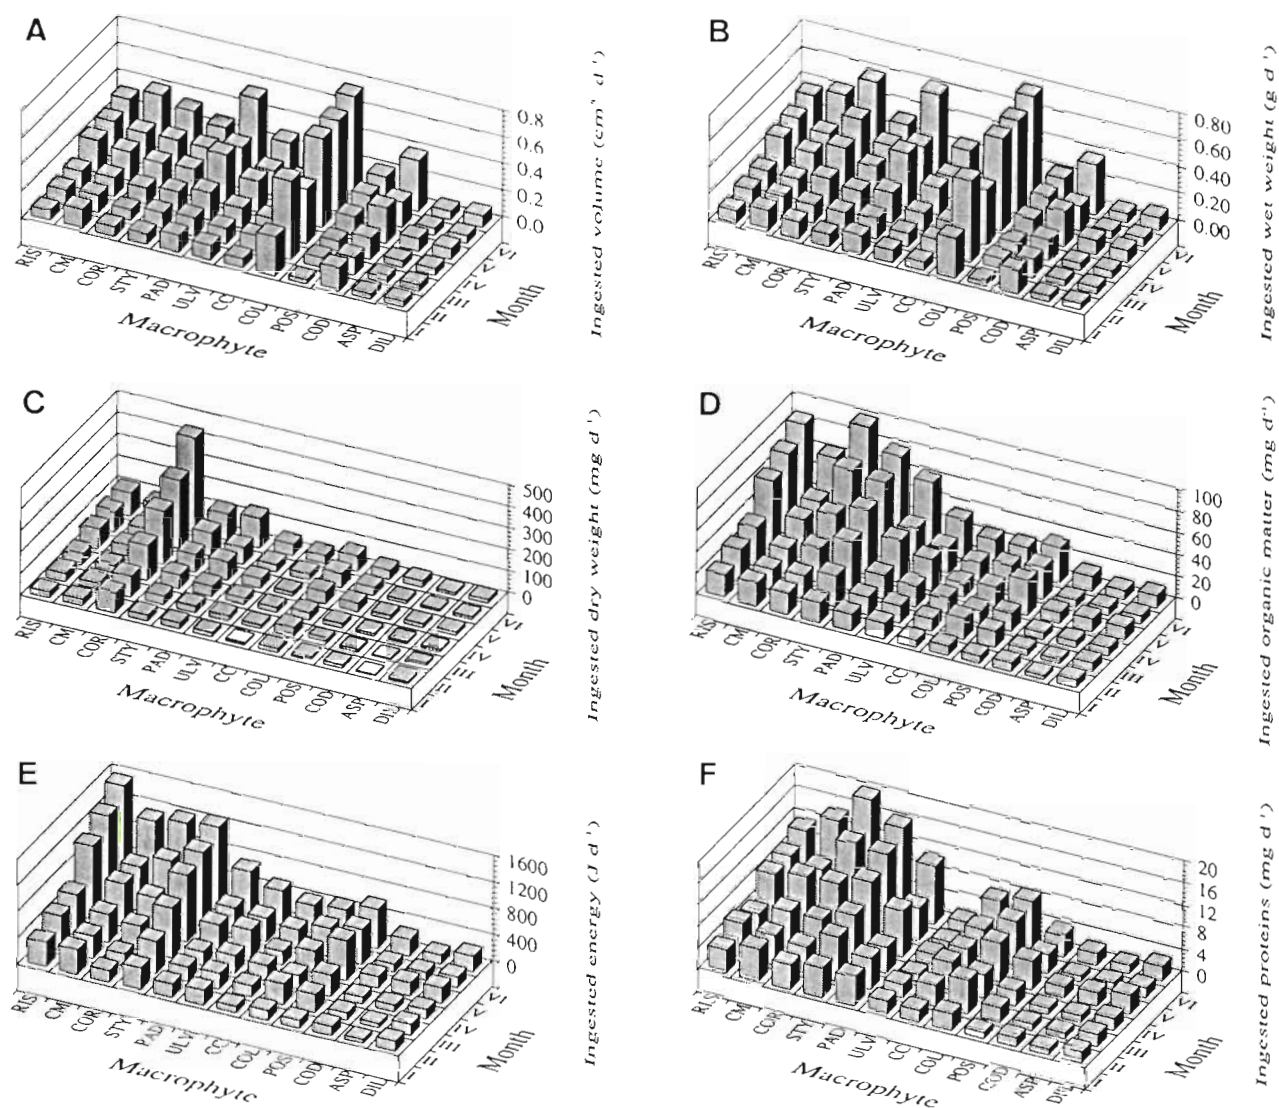 A
0.8
0.6
0.4
0.2
0.0
Ingested volume (cm³ d⁻¹)
RIS
CM
COR
STY
PAD
ULV
CC
COL
POS
COD
ASP
DIL
Macrophyte
Month
B
0.80
0.60
0.40
0.20
0.00
Ingested wet weight (g d⁻¹)
RIS
CM
COR
STY
PAD
ULV
CC
COL
POS
COD
ASP
DIL
Macrophyte
Month
C
500
400
300
200
100
0
Ingested dry weight (mg d⁻¹)
RIS
CM
COR
STY
PAD
ULV
CC
COL
POS
COD
ASP
DIL
Macrophyte
Month
D
100
80
60
40
20
0
Ingested organic matter (mg d⁻¹)
RIS
CM
COR
STY
PAD
ULV
CC
COL
POS
COD
ASP
DIL
Macrophyte
Month
E
1600
1200
800
400
0
Ingested energy (J d⁻¹)
RIS
CM
COR
STY
PAD
ULV
CC
COL
POS
COD
ASP
DIL
Macrophyte
Month
F
20
16
12
8
4
0
Ingested proteins (mg d⁻¹)
RIS
CM
COR
STY
PAD
ULV
CC
COL
POS
COD
ASP
DIL
Macrophyte
Month